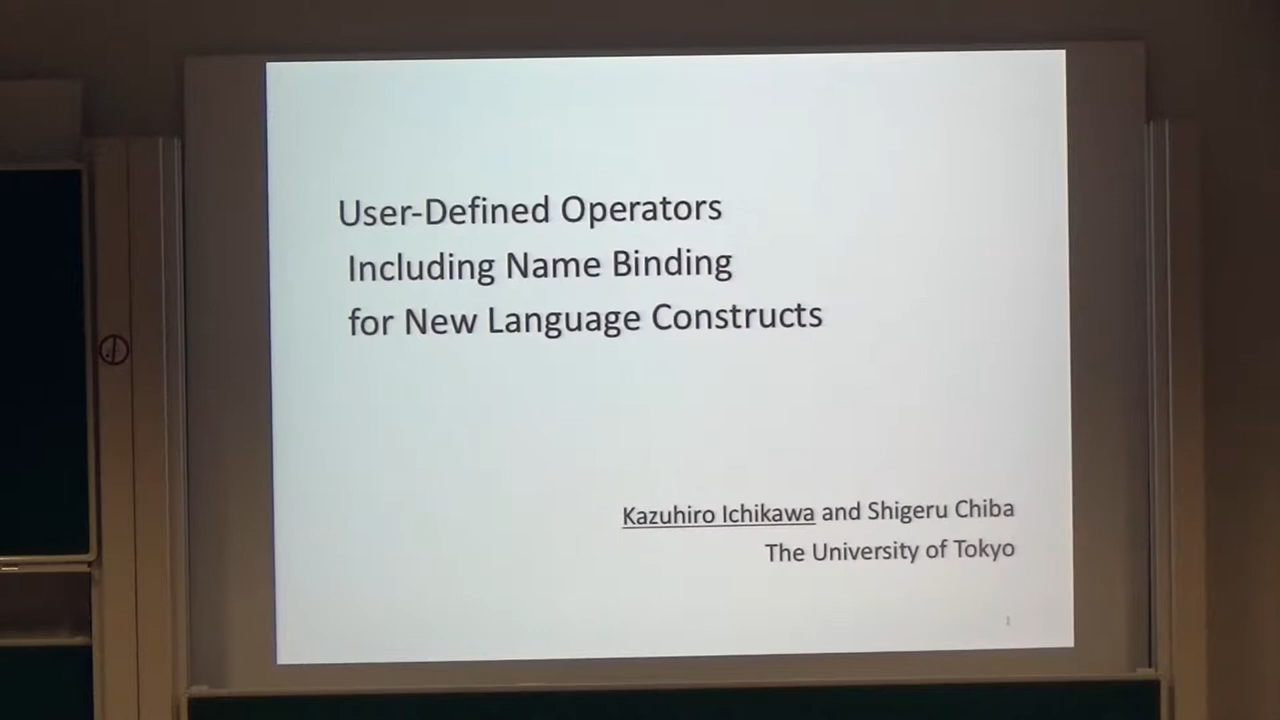 User-Defined Operators
Including Name Binding
for New Language Constructs
Kazuhiro Ichikawa and Shigeru Chiba
The University of Tokyo
1